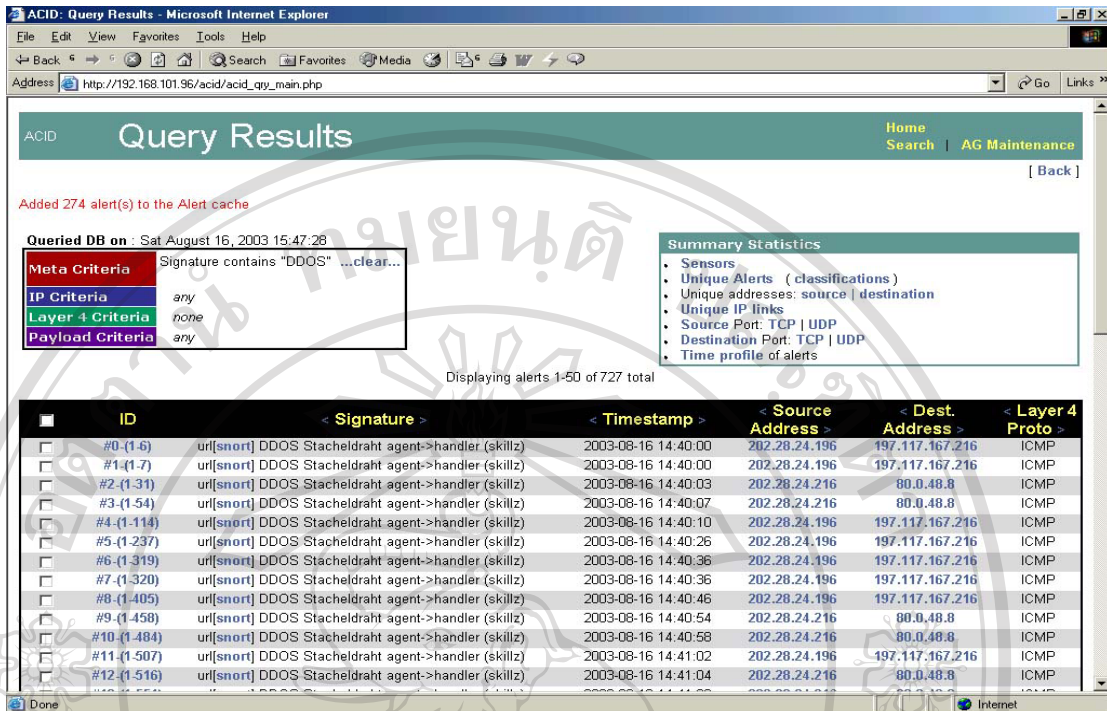 ACID: Query Results - Microsoft Internet Explorer
File Edit View Favorites Tools Help
Back Search Favorites Media
Address http://192.168.101.96/acid/acid_qry_main.php Go Links »
ACID Query Results
Home
Search | AG Maintenance
[ Back ]
Added 274 alert(s) to the Alert cache
Queried DB on : Sat August 16, 2003 15:47:28
Meta Criteria Signature contains "DDOS" ...clear...
IP Criteria any
Layer 4 Criteria none
Payload Criteria any
Summary Statistics
Sensors
Unique Alerts ( classifications )
Unique addresses: source | destination
Unique IP links
Source Port: TCP | UDP
Destination Port: TCP | UDP
Time profile of alerts
Displaying alerts 1-50 of 727 total
ID < Signature > < Timestamp > < Source Address > < Dest. Address > < Layer 4 Proto >
#0-(1-6) url[snort] DDOS Stacheldraht agent->handler (skillz) 2003-08-16 14:40:00 202.28.24.196 197.117.167.216 ICMP
#1-(1-7) url[snort] DDOS Stacheldraht agent->handler (skillz) 2003-08-16 14:40:00 202.28.24.196 197.117.167.216 ICMP
#2-(1-31) url[snort] DDOS Stacheldraht agent->handler (skillz) 2003-08-16 14:40:03 202.28.24.216 80.0.48.8 ICMP
#3-(1-54) url[snort] DDOS Stacheldraht agent->handler (skillz) 2003-08-16 14:40:07 202.28.24.216 80.0.48.8 ICMP
#4-(1-114) url[snort] DDOS Stacheldraht agent->handler (skillz) 2003-08-16 14:40:10 202.28.24.196 197.117.167.216 ICMP
#5-(1-237) url[snort] DDOS Stacheldraht agent->handler (skillz) 2003-08-16 14:40:26 202.28.24.196 197.117.167.216 ICMP
#6-(1-319) url[snort] DDOS Stacheldraht agent->handler (skillz) 2003-08-16 14:40:36 202.28.24.196 197.117.167.216 ICMP
#7-(1-320) url[snort] DDOS Stacheldraht agent->handler (skillz) 2003-08-16 14:40:36 202.28.24.196 197.117.167.216 ICMP
#8-(1-405) url[snort] DDOS Stacheldraht agent->handler (skillz) 2003-08-16 14:40:46 202.28.24.196 197.117.167.216 ICMP
#9-(1-458) url[snort] DDOS Stacheldraht agent->handler (skillz) 2003-08-16 14:40:54 202.28.24.216 80.0.48.8 ICMP
#10-(1-484) url[snort] DDOS Stacheldraht agent->handler (skillz) 2003-08-16 14:40:58 202.28.24.216 80.0.48.8 ICMP
#11-(1-507) url[snort] DDOS Stacheldraht agent->handler (skillz) 2003-08-16 14:41:02 202.28.24.196 197.117.167.216 ICMP
#12-(1-516) url[snort] DDOS Stacheldraht agent->handler (skillz) 2003-08-16 14:41:04 202.28.24.216 80.0.48.8 ICMP
Done Internet